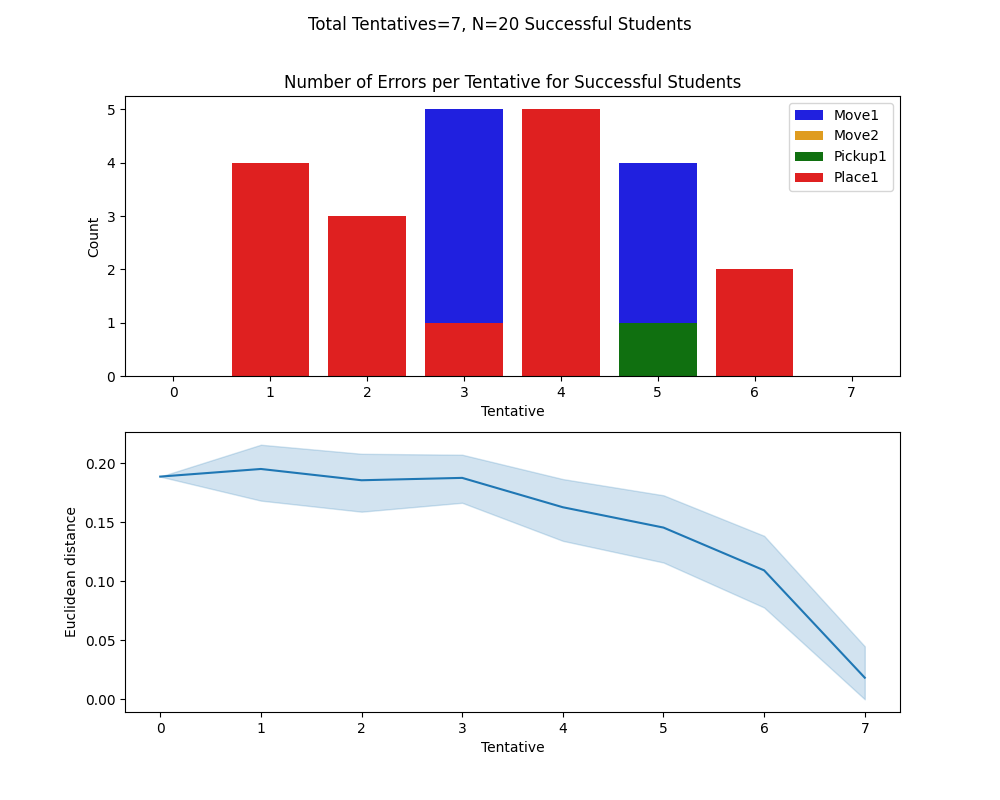 Total Tentatives=7, N=20 Successful Students
Number of Errors per Tentative for Successful Students
5
4
3
2
1
0
Count
Move1
Move2
Pickup1
Place1
0 1 2 3 4 5 6 7
Tentative
0.20
0.15
0.10
0.05
0.00
Euclidean distance
0 1 2 3 4 5 6 7
Tentative